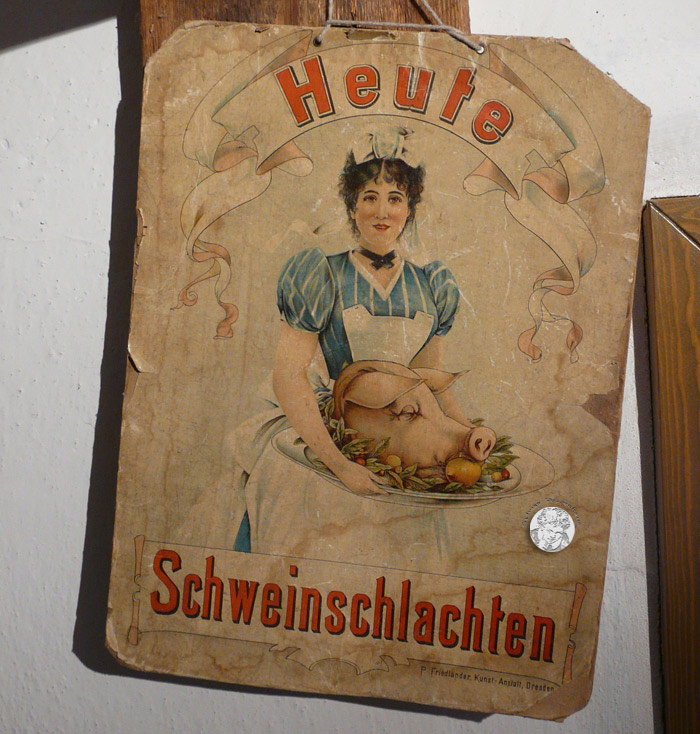 Heute
Schweinschlachten
P. Friedländer, Kunst-Anstalt, Dresden